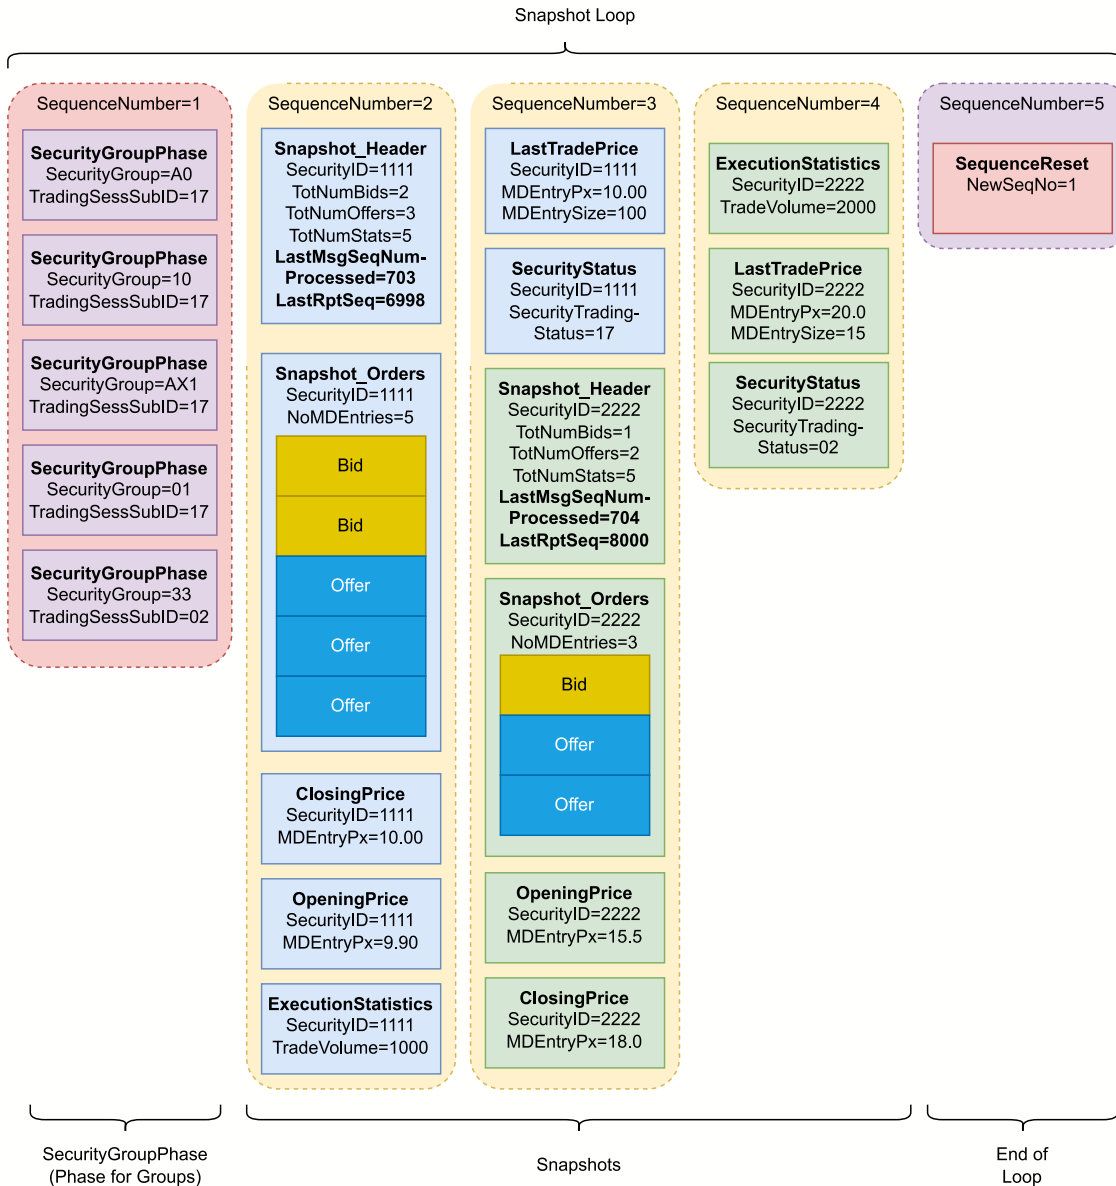 Snapshot Loop
SequenceNumber=1
SecurityGroupPhase
SecurityGroup=A0
TradingSessSubID=17
SecurityGroupPhase
SecurityGroup=10
TradingSessSubID=17
SecurityGroupPhase
SecurityGroup=AX1
TradingSessSubID=17
SecurityGroupPhase
SecurityGroup=01
TradingSessSubID=17
SecurityGroupPhase
SecurityGroup=33
TradingSessSubID=02
SequenceNumber=2
Snapshot_Header
SecurityID=1111
TotNumBids=2
TotNumOffers=3
TotNumStats=5
LastMsgSeqNum-
Processed=703
LastRptSeq=6998
Snapshot_Orders
SecurityID=1111
NoMDEntries=5
Bid
Bid
Offer
Offer
Offer
ClosingPrice
SecurityID=1111
MDEntryPx=10.00
OpeningPrice
SecurityID=1111
MDEntryPx=9.90
ExecutionStatistics
SecurityID=1111
TradeVolume=1000
SequenceNumber=3
LastTradePrice
SecurityID=1111
MDEntryPx=10.00
MDEntrySize=100
SecurityStatus
SecurityID=1111
SecurityTrading-
Status=17
Snapshot_Header
SecurityID=2222
TotNumBids=1
TotNumOffers=2
TotNumStats=5
LastMsgSeqNum-
Processed=704
LastRptSeq=8000
Snapshot_Orders
SecurityID=2222
NoMDEntries=3
Bid
Offer
Offer
OpeningPrice
SecurityID=2222
MDEntryPx=15.5
ClosingPrice
SecurityID=2222
MDEntryPx=18.0
SequenceNumber=4
ExecutionStatistics
SecurityID=2222
TradeVolume=2000
LastTradePrice
SecurityID=2222
MDEntryPx=20.0
MDEntrySize=15
SecurityStatus
SecurityID=2222
SecurityTrading-
Status=02
SequenceNumber=5
SequenceReset
NewSeqNo=1
SecurityGroupPhase
(Phase for Groups)
Snapshots
End of
Loop